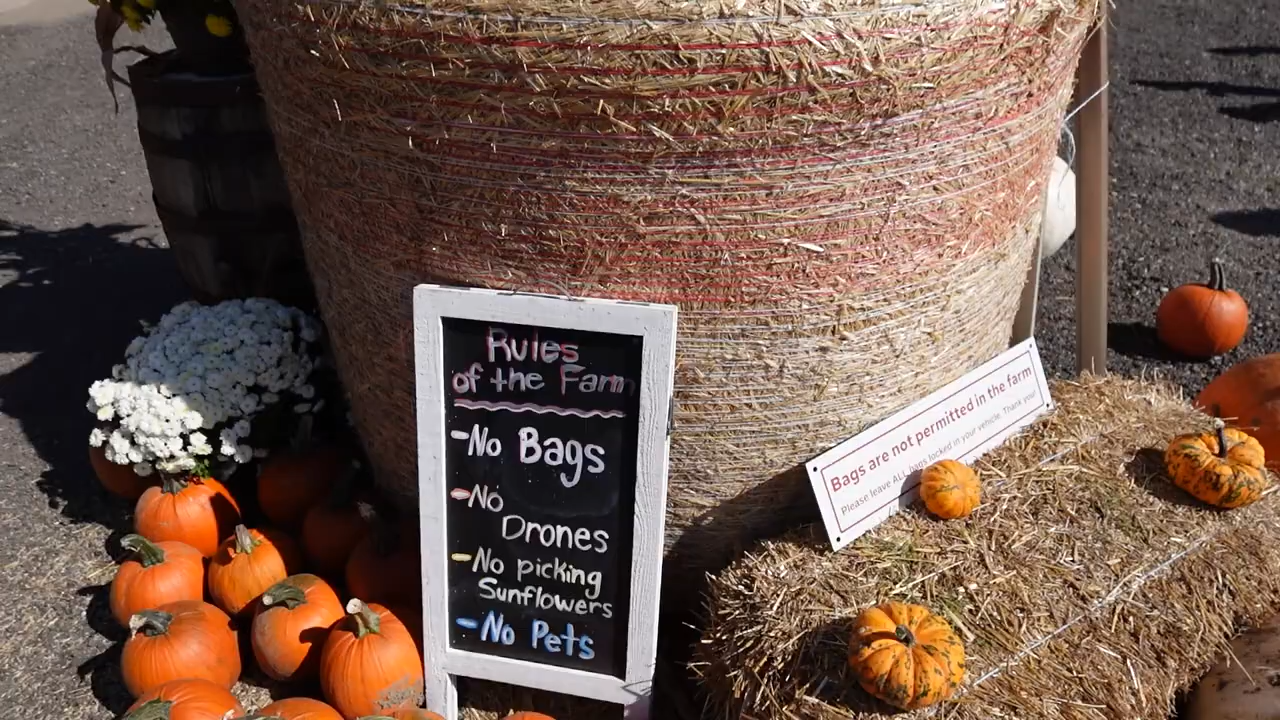 Rules
of the Farm
-No Bags
-No
Drones
-No picking
Sunflowers
-No Pets
Bags are not permitted in the farm
Please leave ALL bags locked in your vehicle. Thank you!